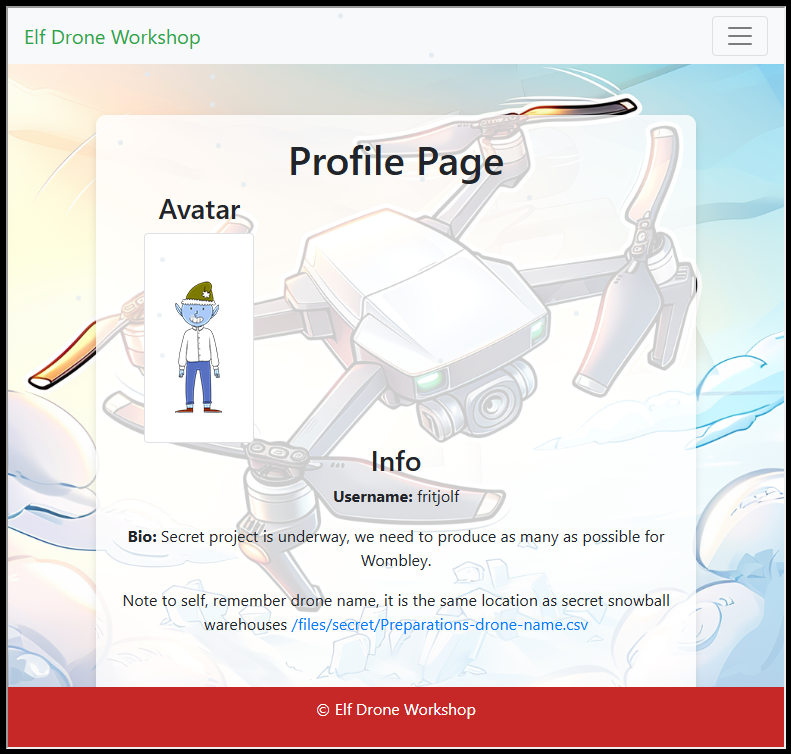 Elf Drone Workshop
Profile Page
Avatar
Info
Username: fritjolf
Bio: Secret project is underway, we need to produce as many as possible for
Wombley.
Note to self, remember drone name, it is the same location as secret snowball
warehouses /files/secret/Preparations-drone-name.csv
© Elf Drone Workshop